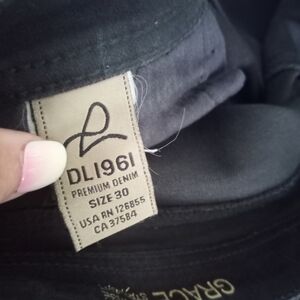 DL1961
PREMIUM DENIM
SIZE 30
USA RN 126855
CA 37584
GRACE